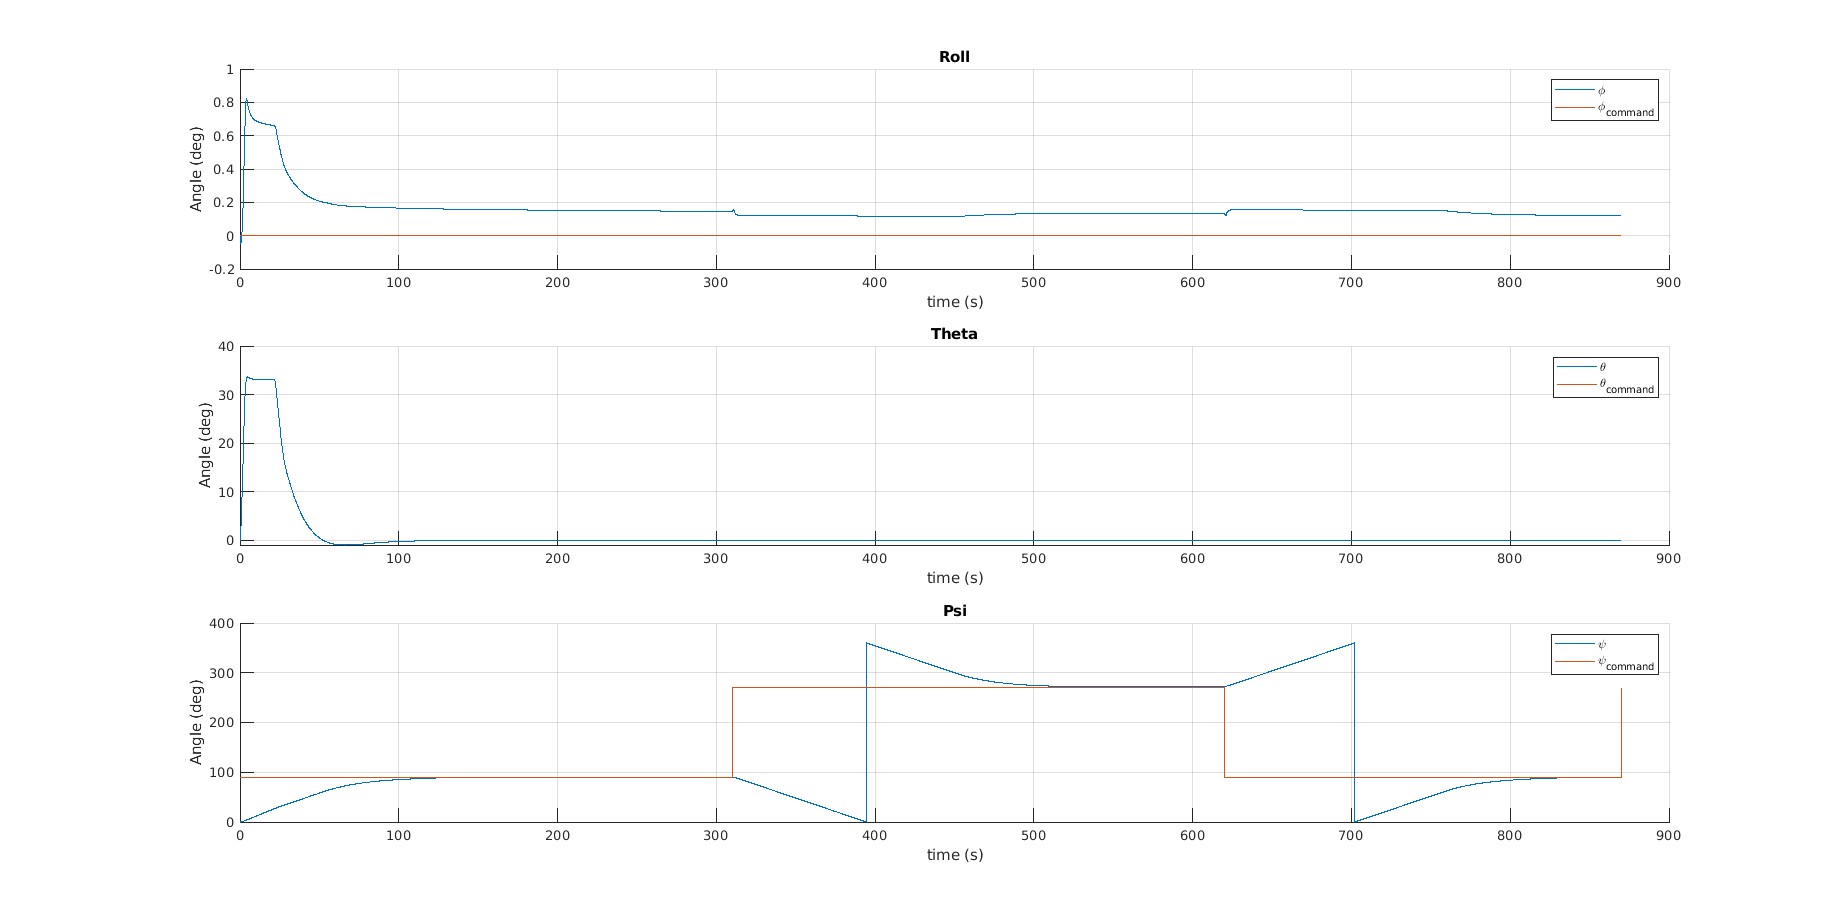 Roll
1
0.8
0.6
0.4
0.2
0
-0.2
Angle (deg)
ϕ
ϕcommand
0 100 200 300 400 500 600 700 800 900
time (s)
Theta
40
30
20
10
0
Angle (deg)
θ
θcommand
0 100 200 300 400 500 600 700 800 900
time (s)
Psi
400
300
200
100
0
Angle (deg)
ψ
ψcommand
0 100 200 300 400 500 600 700 800 900
time (s)